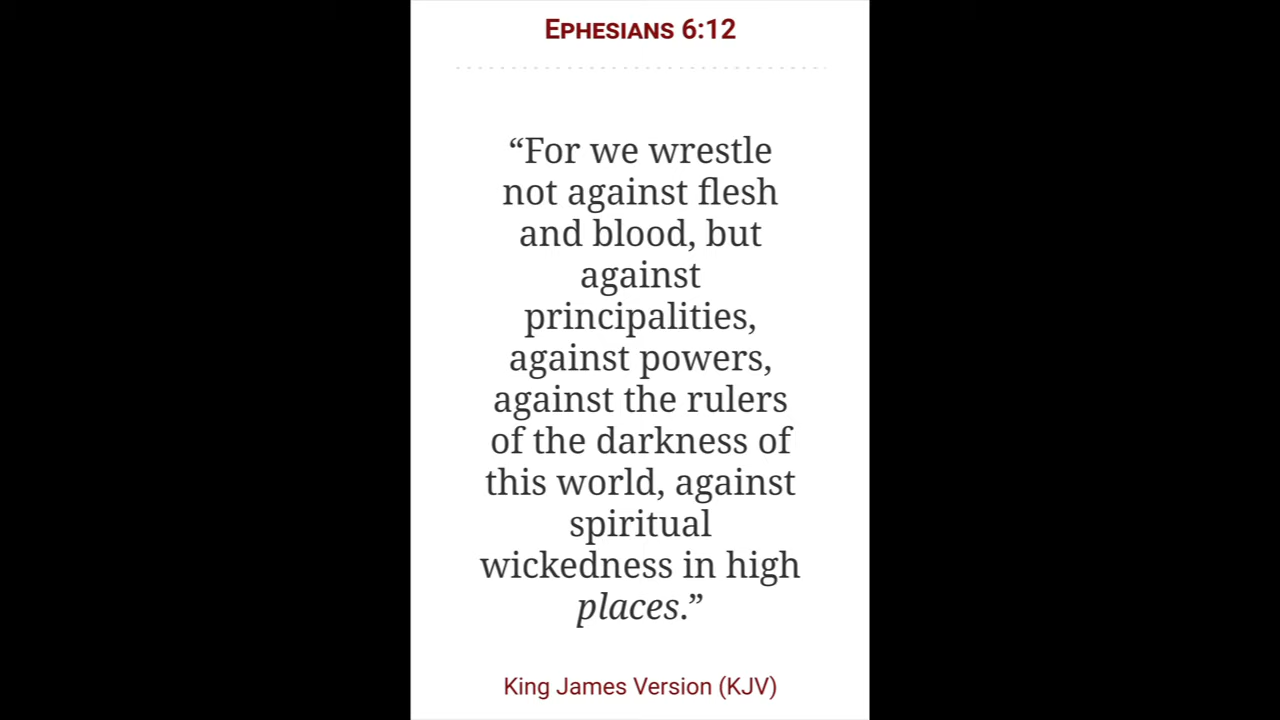 EPHESIANS 6:12
“For we wrestle
not against flesh
and blood, but
against
principalities,
against powers,
against the rulers
of the darkness of
this world, against
spiritual
wickedness in high
places.”
King James Version (KJV)